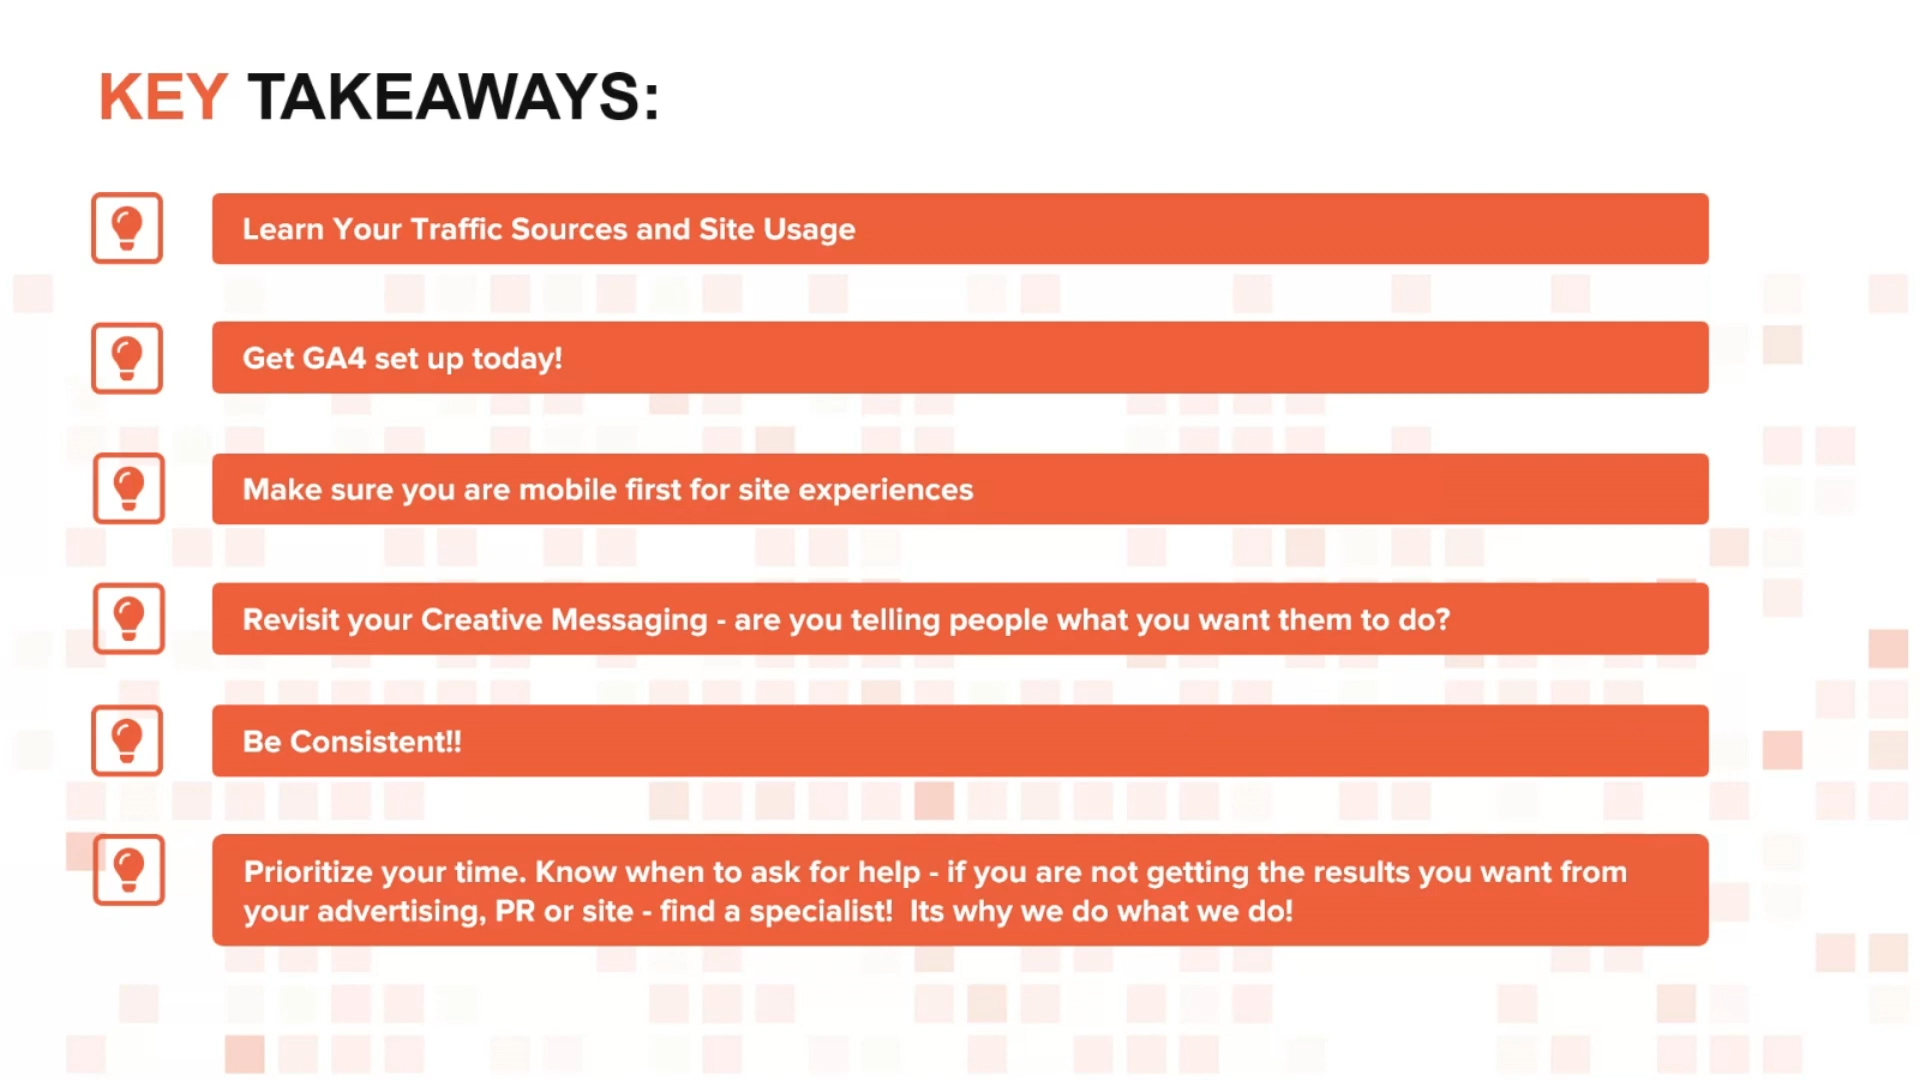 KEY TAKEAWAYS:
Learn Your Traffic Sources and Site Usage
Get GA4 set up today!
Make sure you are mobile first for site experiences
Revisit your Creative Messaging - are you telling people what you want them to do?
Be Consistent!!
Prioritize your time. Know when to ask for help - if you are not getting the results you want from
your advertising, PR or site - find a specialist!  Its why we do what we do!